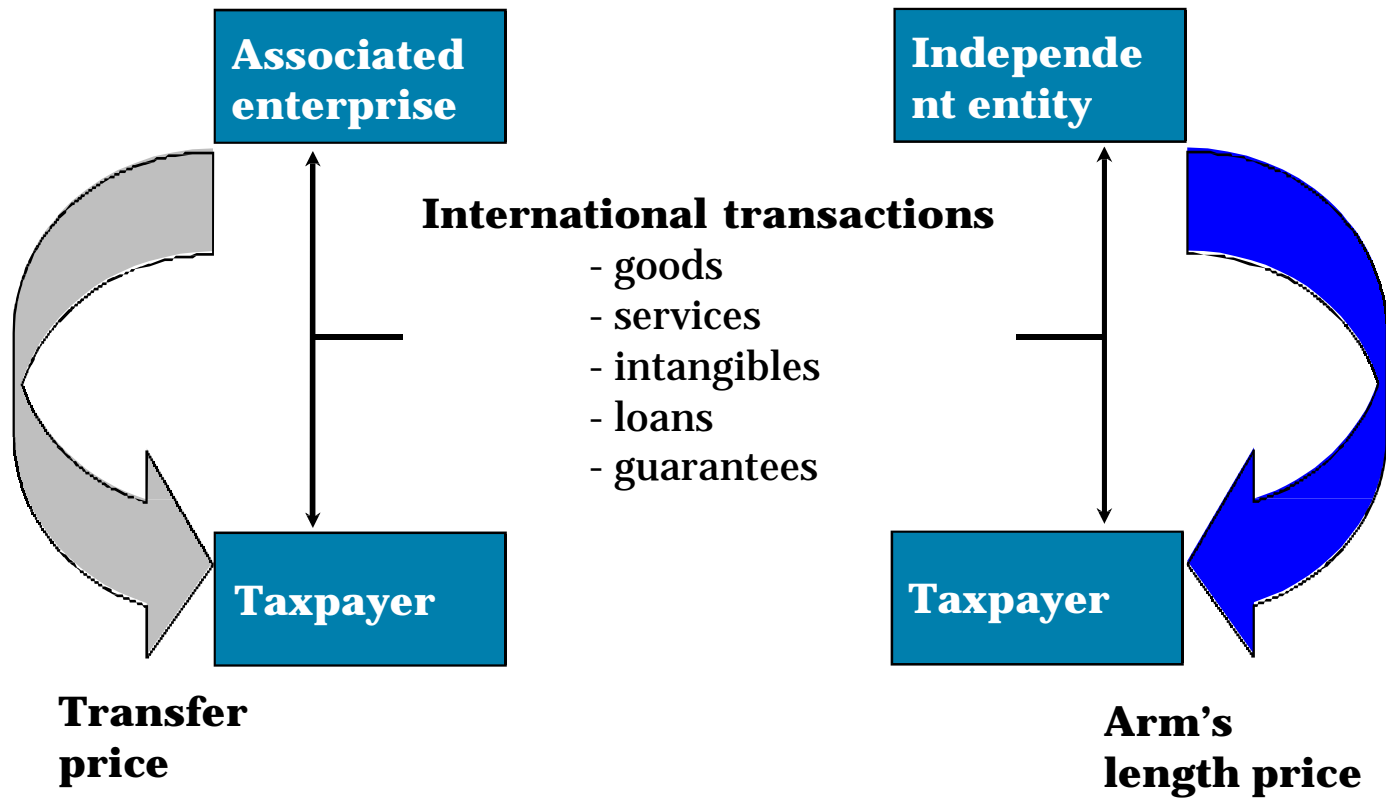 Associated
enterprise
Independe
nt entity
International transactions
- goods
- services
- intangibles
- loans
- guarantees
Taxpayer
Taxpayer
Transfer
price
Arm’s
length price